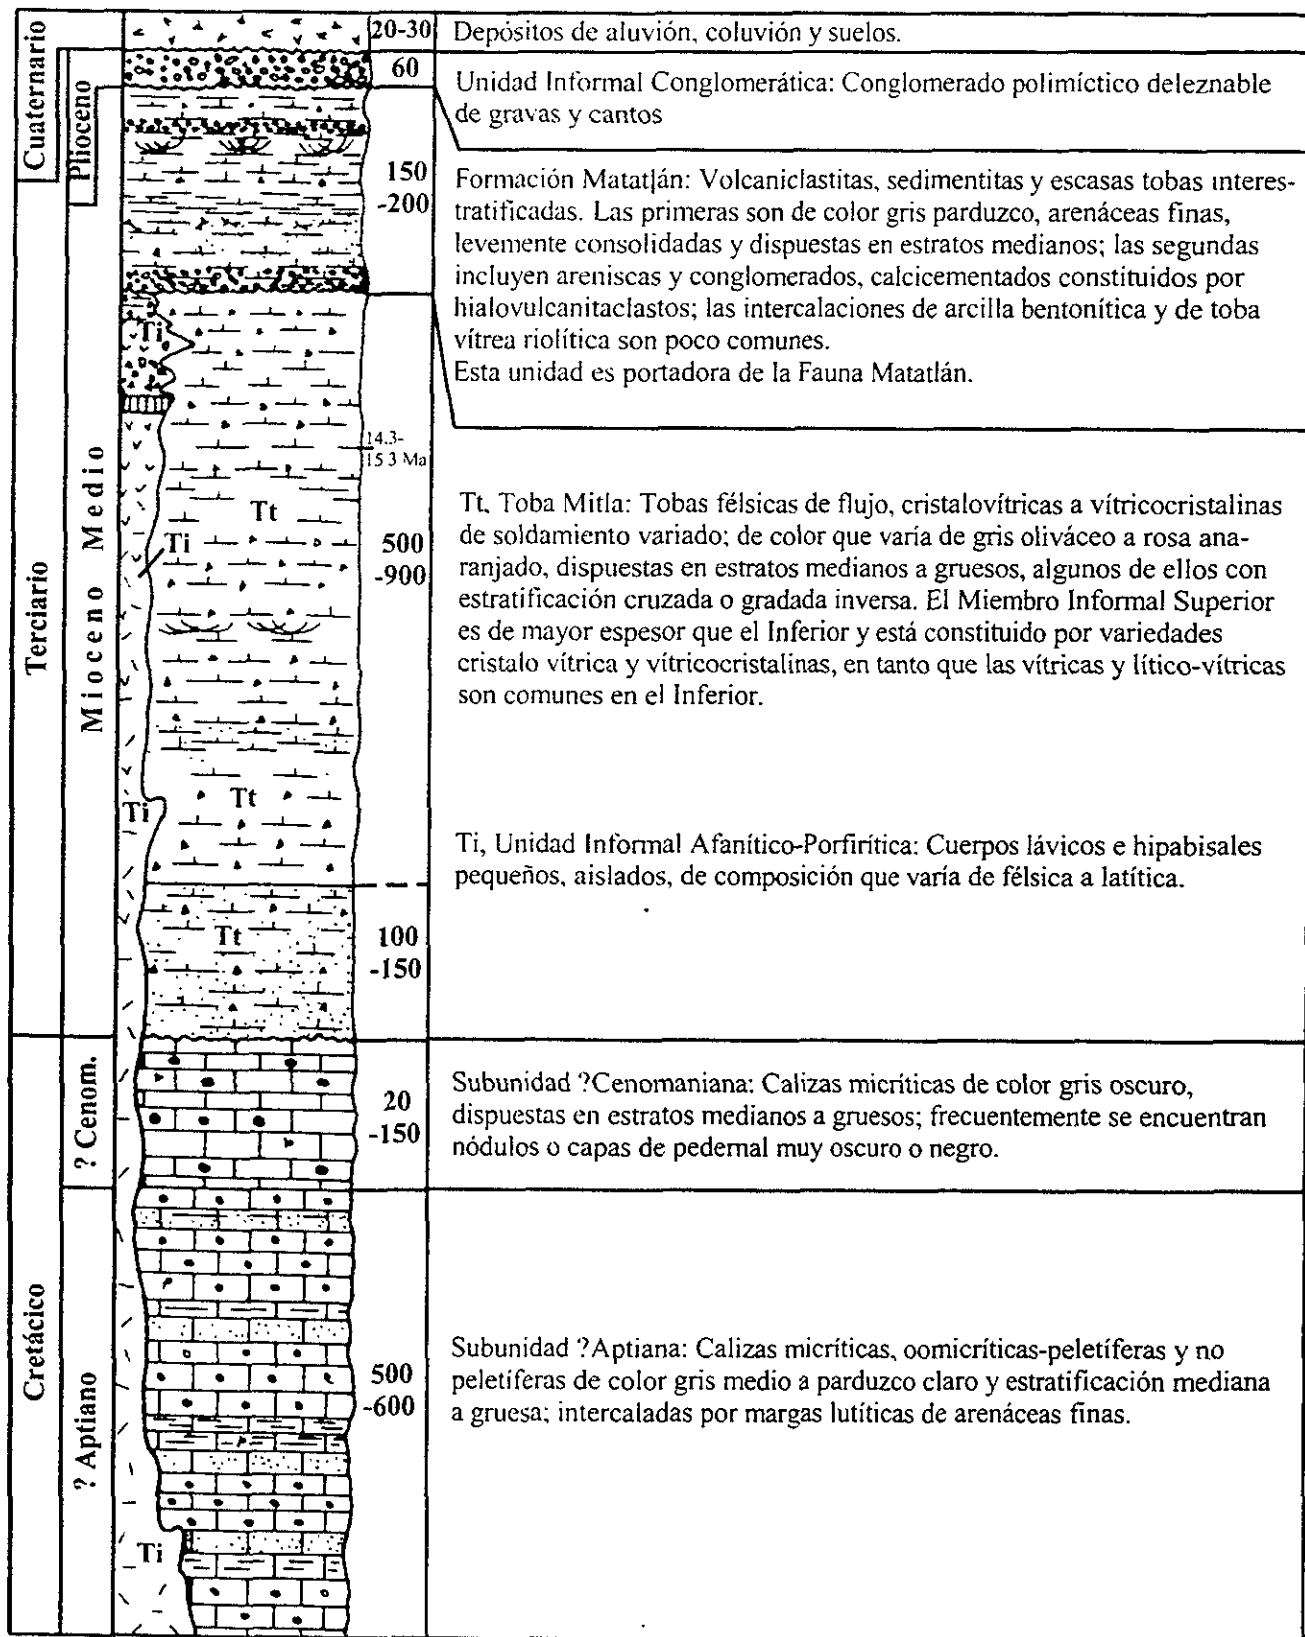 Cuaternario
Terciario
Cretácico
Plioceno
Mioceno Medio
? Cenom.
? Aptiano
20-30
60
150
-200
14.3-
15.3 Ma
500
-900
100
-150
20
-150
500
-600
Ti
Tt
Ti
Tt
Ti
Tt
Ti
Depósitos de aluvión, coluvión y suelos.
Unidad Informal Conglomerática: Conglomerado polimíctico deleznable
de gravas y cantos
Formación Matatlán: Volcaniclastitas, sedimentitas y escasas tobas interes-
tratificadas. Las primeras son de color gris parduzco, arenáceas finas,
levemente consolidadas y dispuestas en estratos medianos; las segundas
incluyen areniscas y conglomerados, calcicementados constituidos por
hialovulcanitaclastos; las intercalaciones de arcilla bentonítica y de toba
vítrea riolítica son poco comunes.
Esta unidad es portadora de la Fauna Matatlán.
Tt, Toba Mitla: Tobas félsicas de flujo, cristalovítricas a vítricocristalinas
de soldamiento variado; de color que varía de gris oliváceo a rosa ana-
ranjado, dispuestas en estratos medianos a gruesos, algunos de ellos con
estratificación cruzada o gradada inversa. El Miembro Informal Superior
es de mayor espesor que el Inferior y está constituido por variedades
cristalo vítrica y vítricocristalinas, en tanto que las vítricas y lítico-vítricas
son comunes en el Inferior.
Ti, Unidad Informal Afanítico-Porfirítica: Cuerpos lávicos e hipabisales
pequeños, aislados, de composición que varía de félsica a latítica.
Subunidad ?Cenomaniana: Calizas micríticas de color gris oscuro,
dispuestas en estratos medianos a gruesos; frecuentemente se encuentran
nódulos o capas de pedernal muy oscuro o negro.
Subunidad ?Aptiana: Calizas micríticas, oomicríticas-peletíferas y no
peletíferas de color gris medio a parduzco claro y estratificación mediana
a gruesa; intercaladas por margas lutíticas de arenáceas finas.